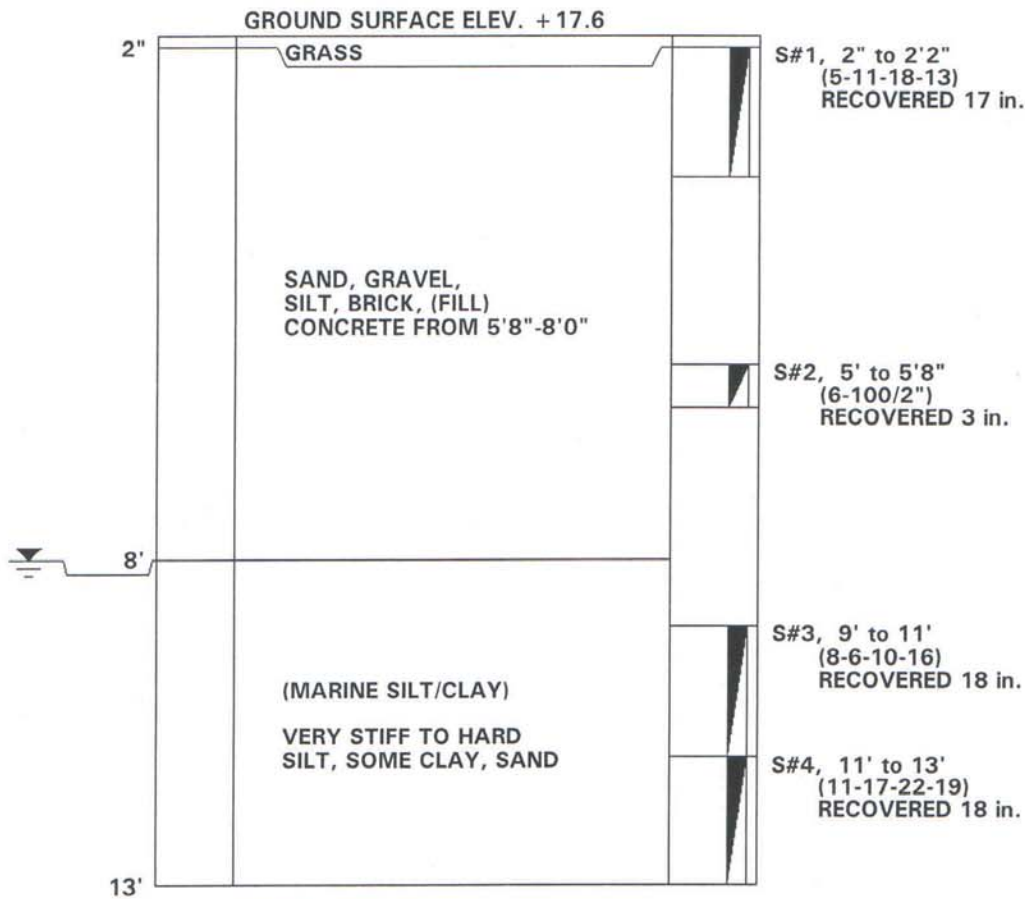 GROUND SURFACE ELEV. +17.6
2"
GRASS
S#1, 2" to 2'2"
(5-11-18-13)
RECOVERED 17 in.
SAND, GRAVEL,
SILT, BRICK, (FILL)
CONCRETE FROM 5'8"-8'0"
S#2, 5' to 5'8"
(6-100/2")
RECOVERED 3 in.
8'
S#3, 9' to 11'
(8-6-10-16)
RECOVERED 18 in.
(MARINE SILT/CLAY)
VERY STIFF TO HARD
SILT, SOME CLAY, SAND
S#4, 11' to 13'
(11-17-22-19)
RECOVERED 18 in.
13'